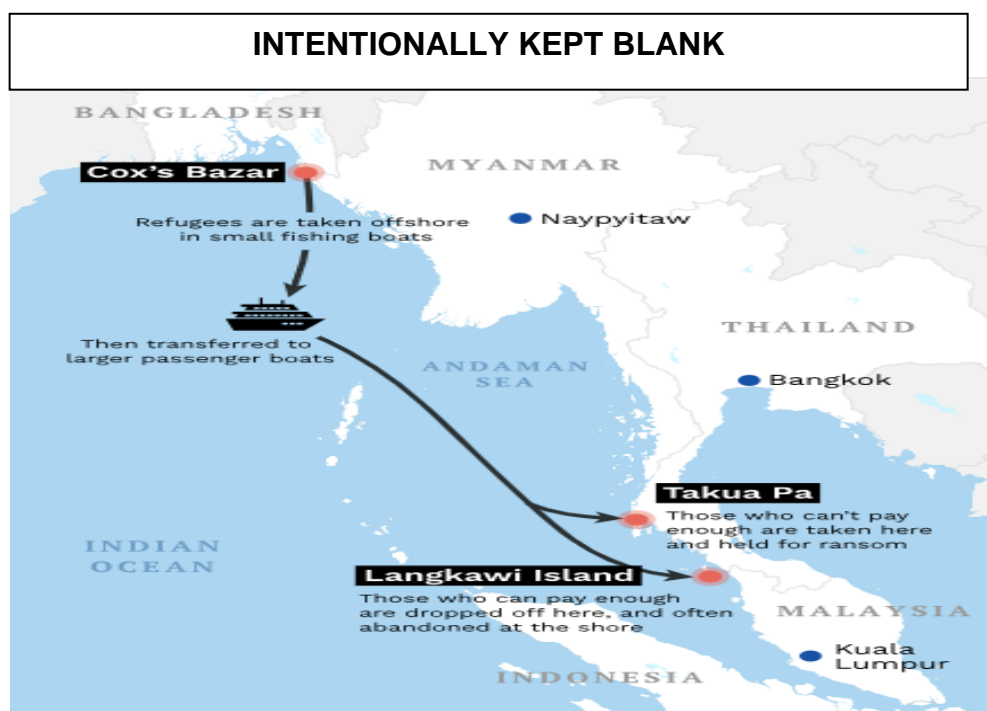 INTENTIONALLY KEPT BLANK
BANGLADESH
Cox's Bazar
MYANMAR
Naypyitaw
Refugees are taken offshore
in small fishing boats
Then transferred to
larger passenger boats
THAILAND
ANDAMAN
SEA
Bangkok
Takua Pa
Those who can't pay
enough are taken here
and held for ransom
INDIAN
OCEAN
Langkawi Island
Those who can pay enough
are dropped off here, and often
abandoned at the shore
MALAYSIA
Kuala
Lumpur
INDONESIA